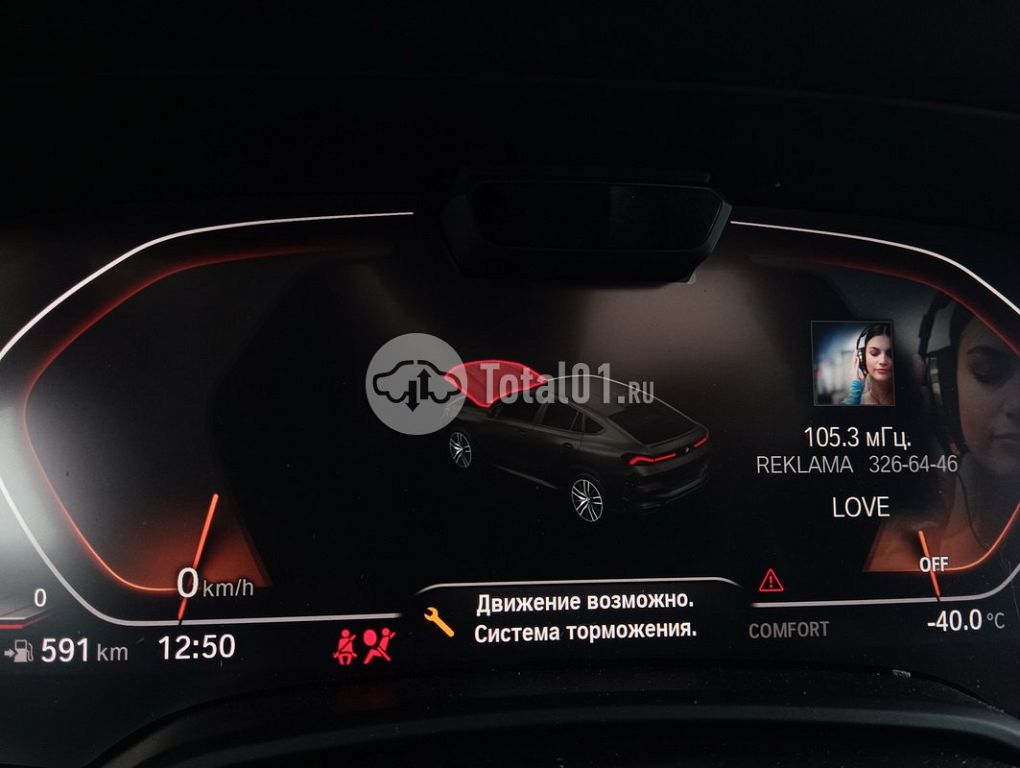 Total01.RU
105.3 мГц.
REKLAMA 326-64-46
LOVE
0 km/h
OFF
0
Движение возможно.
Система торможения.
COMFORT
-40.0 °C
591 km
12:50